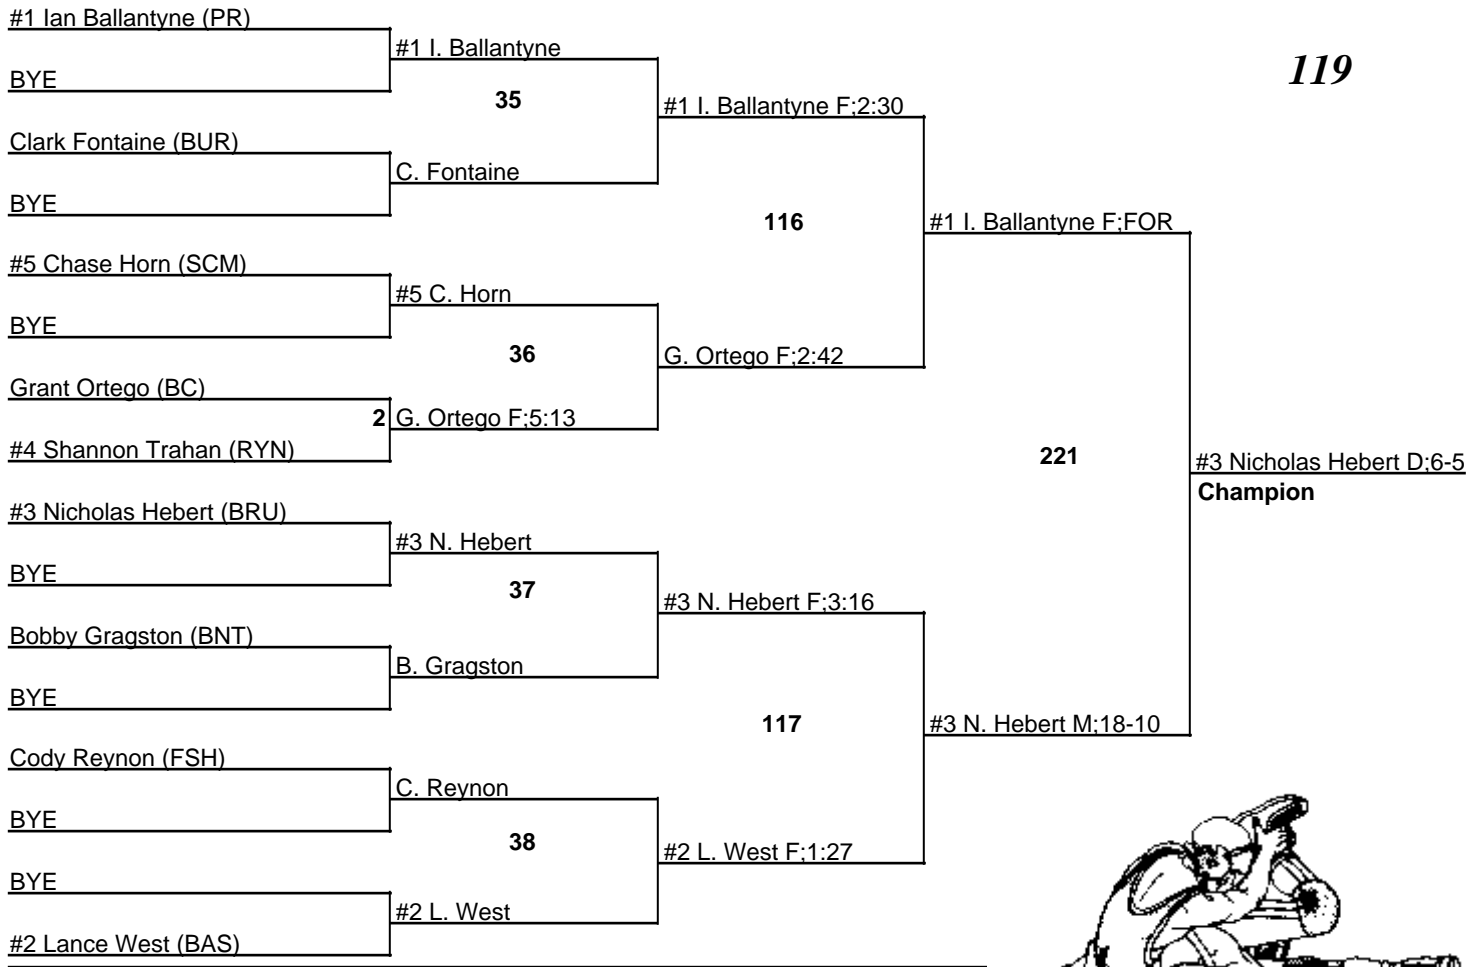 #1 Ian Ballantyne (PR)
BYE
Clark Fontaine (BUR)
BYE
#5 Chase Horn (SCM)
BYE
Grant Ortego (BC)
#4 Shannon Trahan (RYN)
#3 Nicholas Hebert (BRU)
BYE
Bobby Gragston (BNT)
BYE
Cody Reynon (FSH)
BYE
BYE
#2 Lance West (BAS)
2
#1 I. Ballantyne
35
C. Fontaine
#5 C. Horn
36
G. Ortego F;5:13
#3 N. Hebert
37
B. Gragston
C. Reynon
38
#2 L. West
#1 I. Ballantyne F;2:30
116
G. Ortego F;2:42
#3 N. Hebert F;3:16
117
#2 L. West F;1:27
#1 I. Ballantyne F;FOR
221
#3 N. Hebert M;18-10
119
#3 Nicholas Hebert D;6-5
Champion